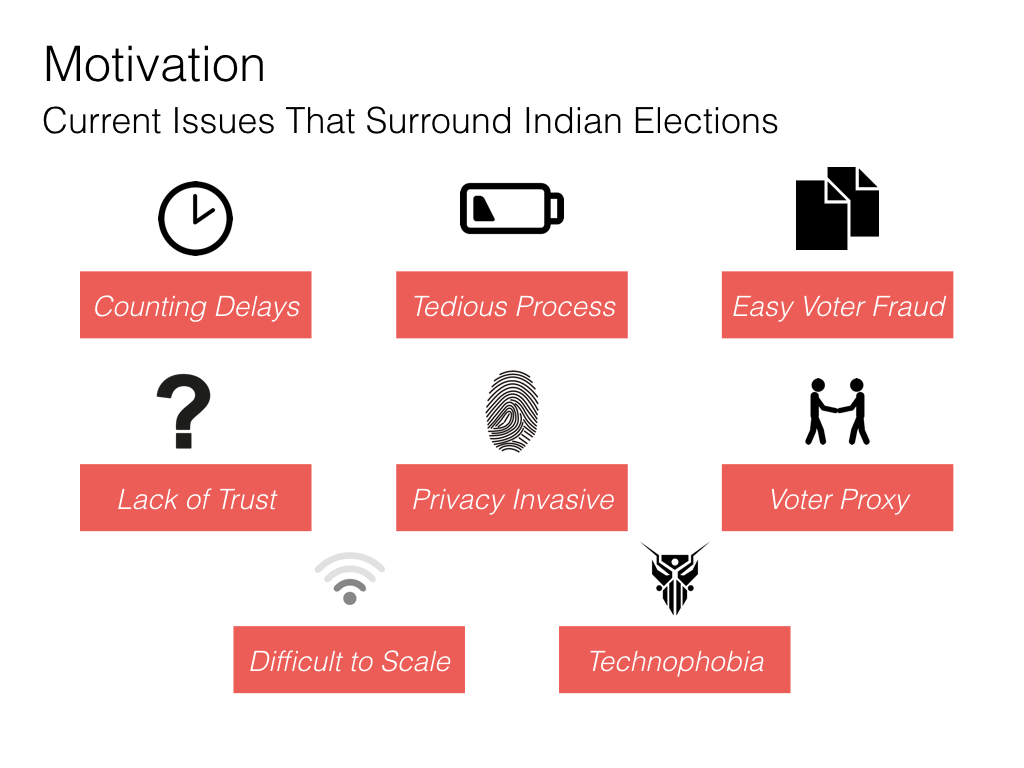 Motivation
Current Issues That Surround Indian Elections
Counting Delays
Tedious Process
Easy Voter Fraud
?
Lack of Trust
Privacy Invasive
Voter Proxy
Difficult to Scale
Technophobia